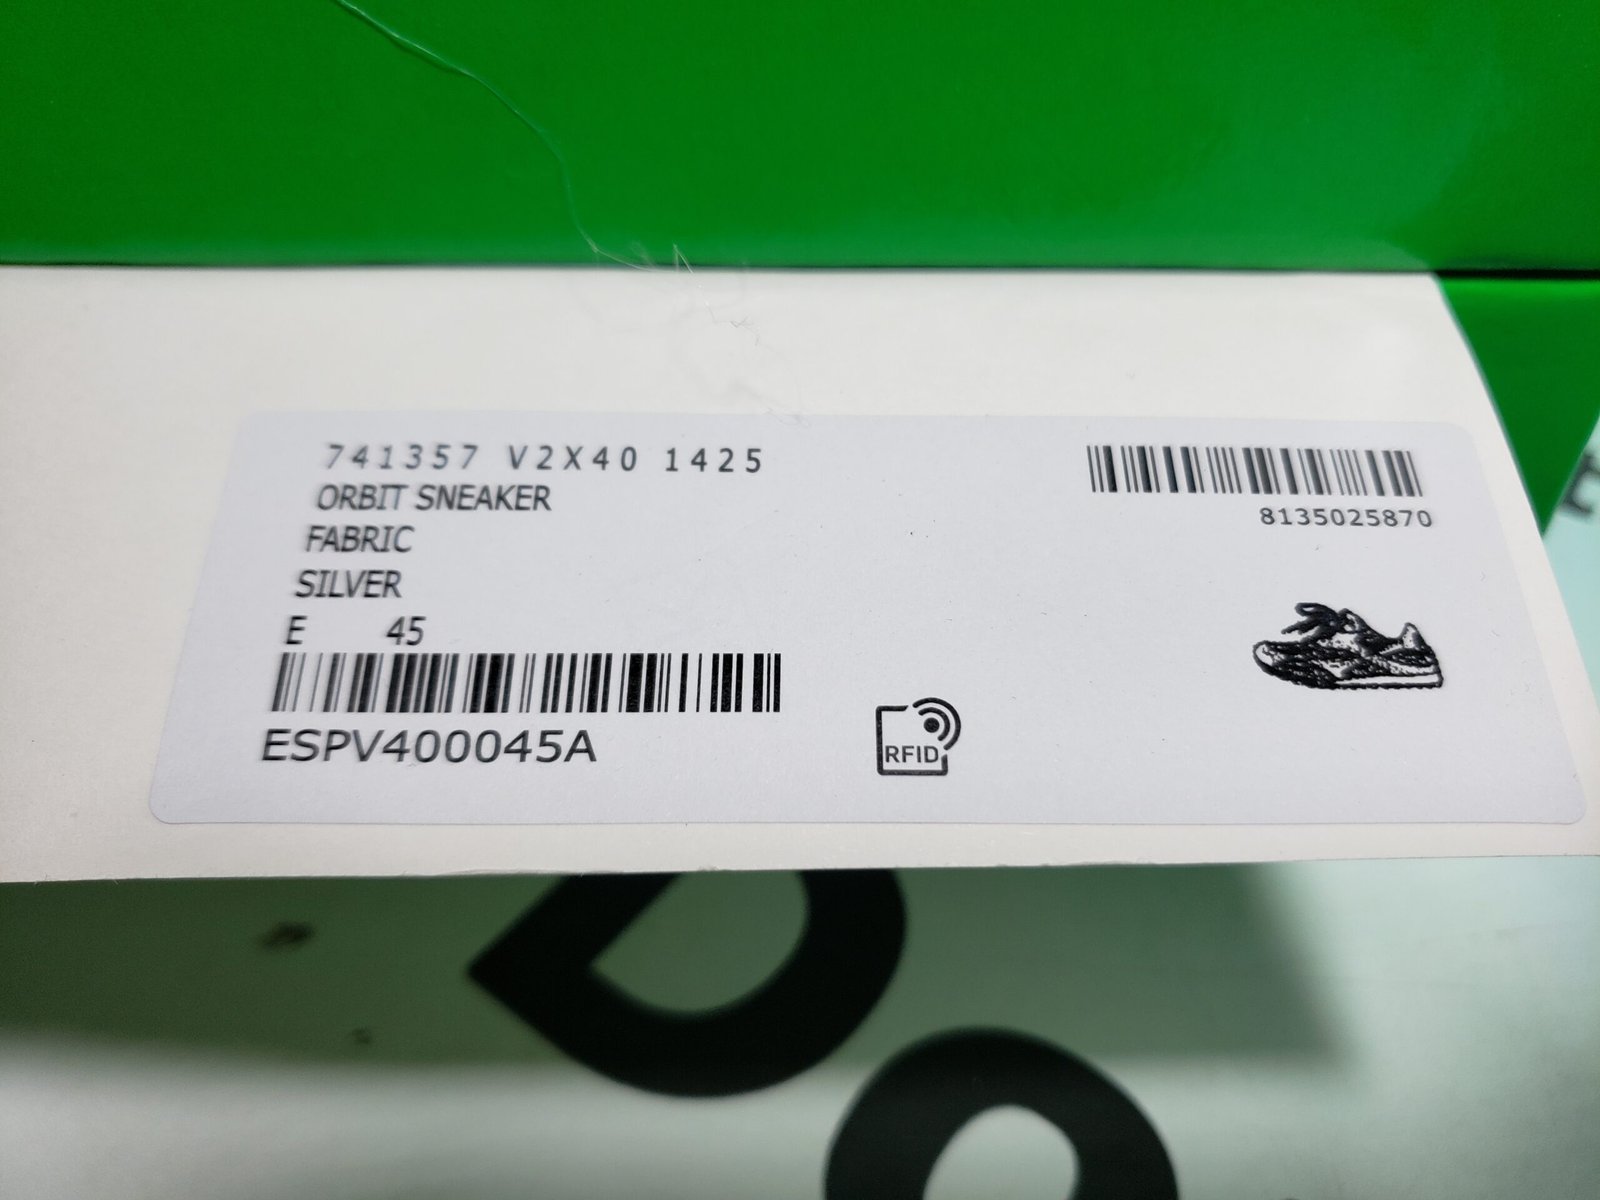 741357 V2X40 1425
ORBIT SNEAKER
FABRIC
SILVER
E 45
ESPV400045A
8135025870
RFID